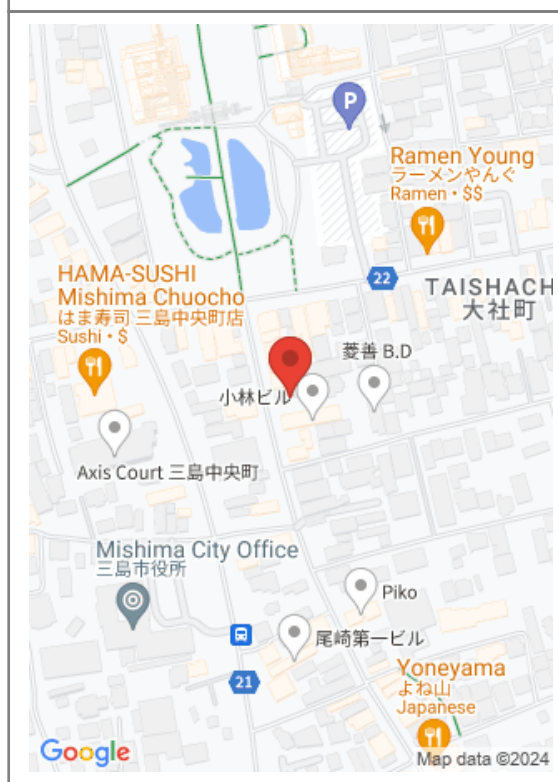 P
Ramen Young
ラーメンやんぐ
Ramen • $$
22
TAISHACH
大社町
HAMA-SUSHI
Mishima Chuocho
はま寿司 三島中央町店
Sushi • $
菱善 B.D
小林ビル
Axis Court 三島中央町
Mishima City Office
三島市役所
Piko
尾崎第一ビル
21
Yoneyama
よね山
Japanese
Google
Map data ©2024